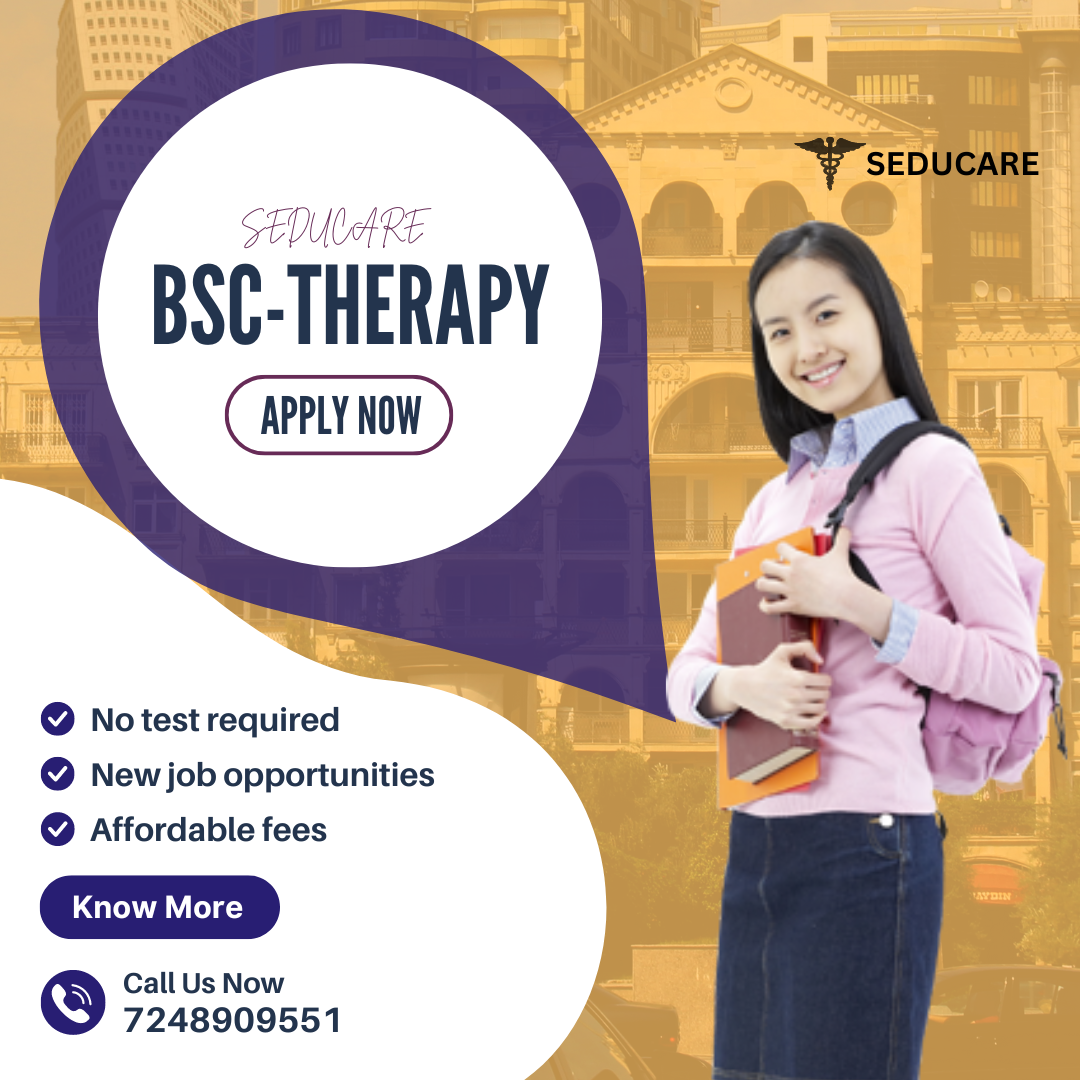 SEDUCARE
SEDUCARE
BSC-THERAPY
APPLY NOW
No test required
New job opportunities
Affordable fees
Know More
Call Us Now
7248909551
AYDIN